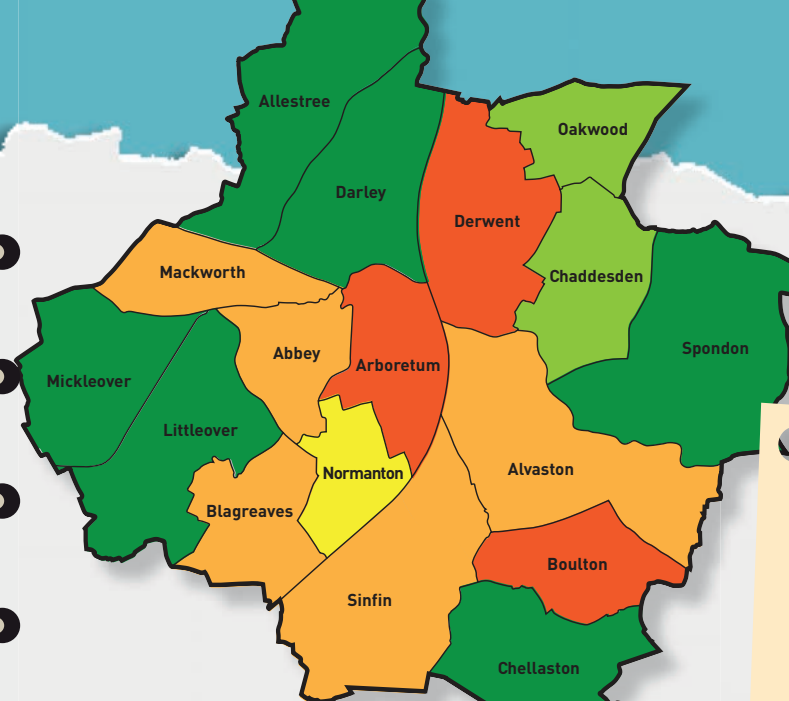 Allestree
Oakwood
Darley
Derwent
Mackworth
Chaddesden
Spondon
Abbey
Arboretum
Mickleover
Littleover
Normanton
Alvaston
Blagreaves
Boulton
Sinfin
Chellaston